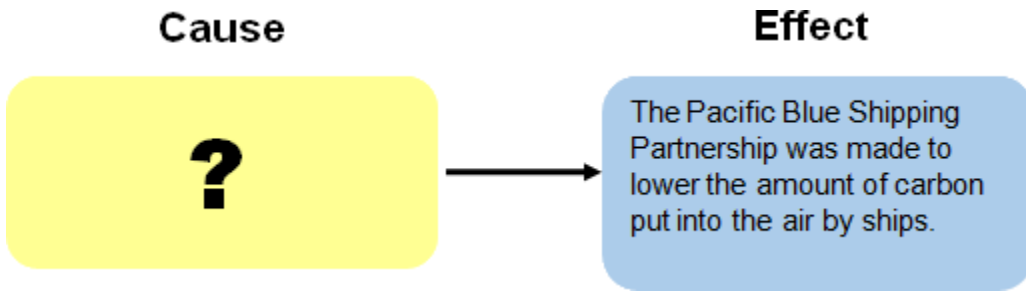 Cause
Effect
?
The Pacific Blue Shipping
Partnership was made to
lower the amount of carbon
put into the air by ships.